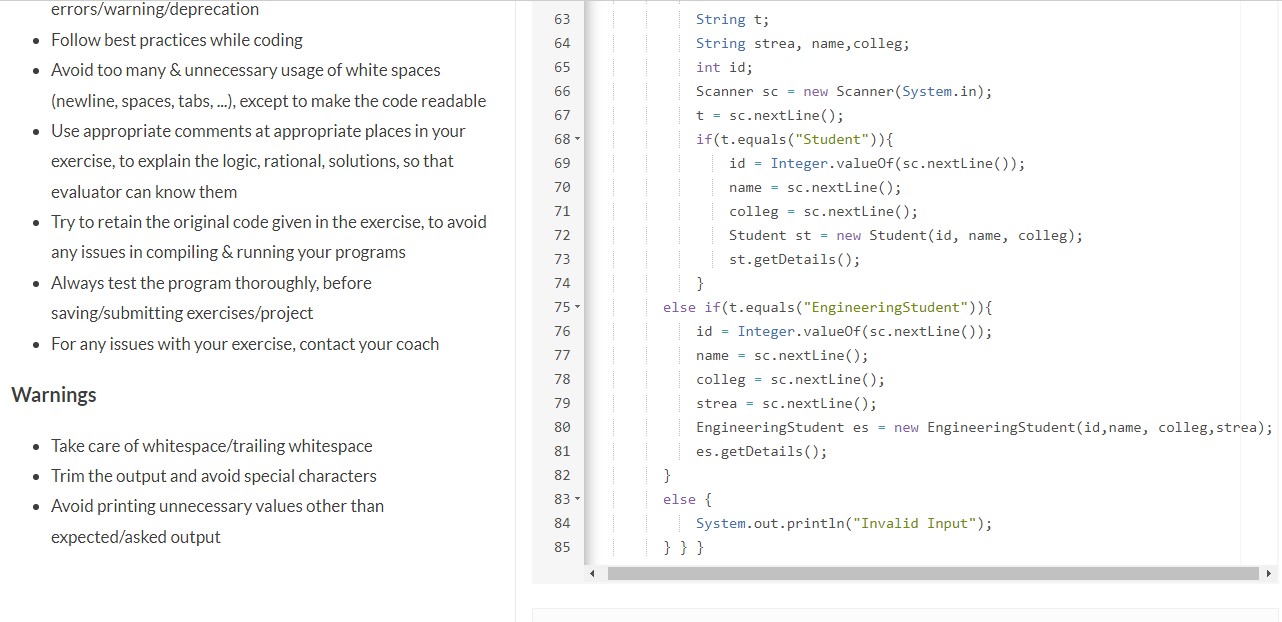 errors/warning/deprecation
• Follow best practices while coding
• Avoid too many & unnecessary usage of white spaces
(newline, spaces, tabs, ...), except to make the code readable
• Use appropriate comments at appropriate places in your
exercise, to explain the logic, rational, solutions, so that
evaluator can know them
• Try to retain the original code given in the exercise, to avoid
any issues in compiling & running your programs
• Always test the program thoroughly, before
saving/submitting exercises/project
• For any issues with your exercise, contact your coach
Warnings
• Take care of whitespace/trailing whitespace
• Trim the output and avoid special characters
• Avoid printing unnecessary values other than
expected/asked output
63 String t;
64 String strea, name,colleg;
65 int id;
66 Scanner sc = new Scanner(System.in);
67 t = sc.nextLine();
68 if(t.equals("Student")){
69 id = Integer.valueOf(sc.nextLine());
70 name = sc.nextLine();
71 colleg = sc.nextLine();
72 Student st = new Student(id, name, colleg);
73 st.getDetails();
74 }
75 else if(t.equals("EngineeringStudent")){
76 id = Integer.valueOf(sc.nextLine());
77 name = sc.nextLine();
78 colleg = sc.nextLine();
79 strea = sc.nextLine();
80 EngineeringStudent es = new EngineeringStudent(id,name, colleg,strea);
81 es.getDetails();
82 }
83 else {
84 System.out.println("Invalid Input");
85 } } }